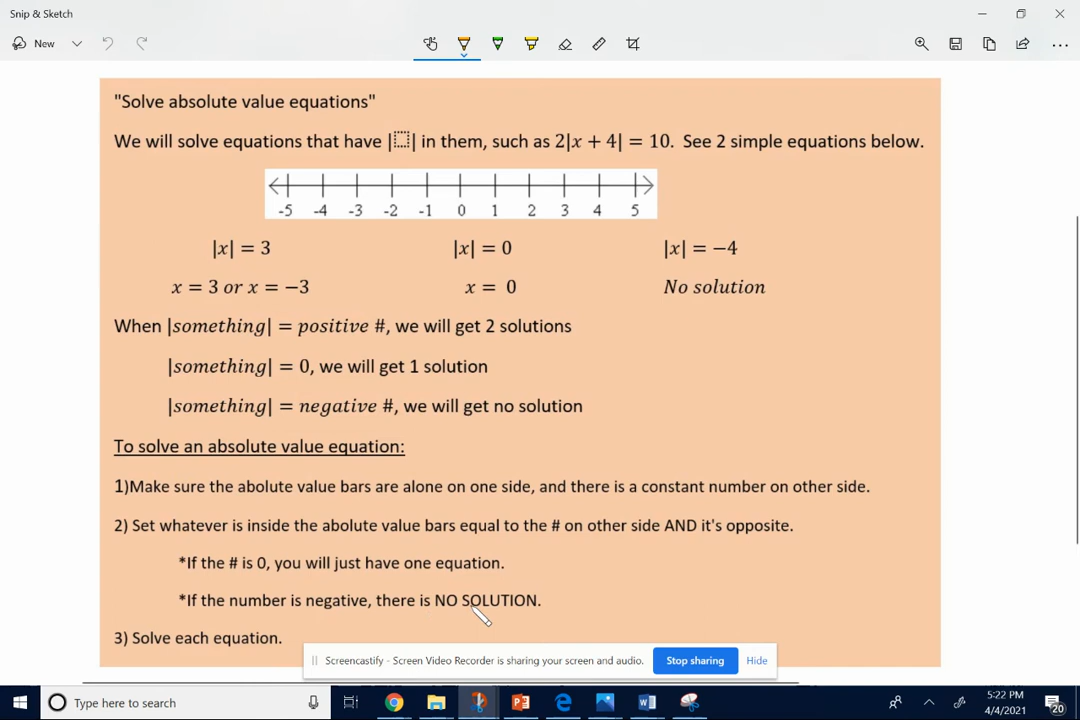 Snip & Sketch
New
"Solve absolute value equations"
We will solve equations that have |⬚| in them, such as 2|x + 4| = 10. See 2 simple equations below.
-5 -4 -3 -2 -1 0 1 2 3 4 5
|x| = 3 |x| = 0 |x| = −4
x = 3 or x = −3 x = 0 No solution
When |something| = positive #, we will get 2 solutions
|something| = 0, we will get 1 solution
|something| = negative #, we will get no solution
To solve an absolute value equation:
1)Make sure the abolute value bars are alone on one side, and there is a constant number on other side.
2) Set whatever is inside the abolute value bars equal to the # on other side AND it's opposite.
*If the # is 0, you will just have one equation.
*If the number is negative, there is NO SOLUTION.
3) Solve each equation.
Screencastify - Screen Video Recorder is sharing your screen and audio. Stop sharing Hide
Type here to search
5:22 PM
4/4/2021
20